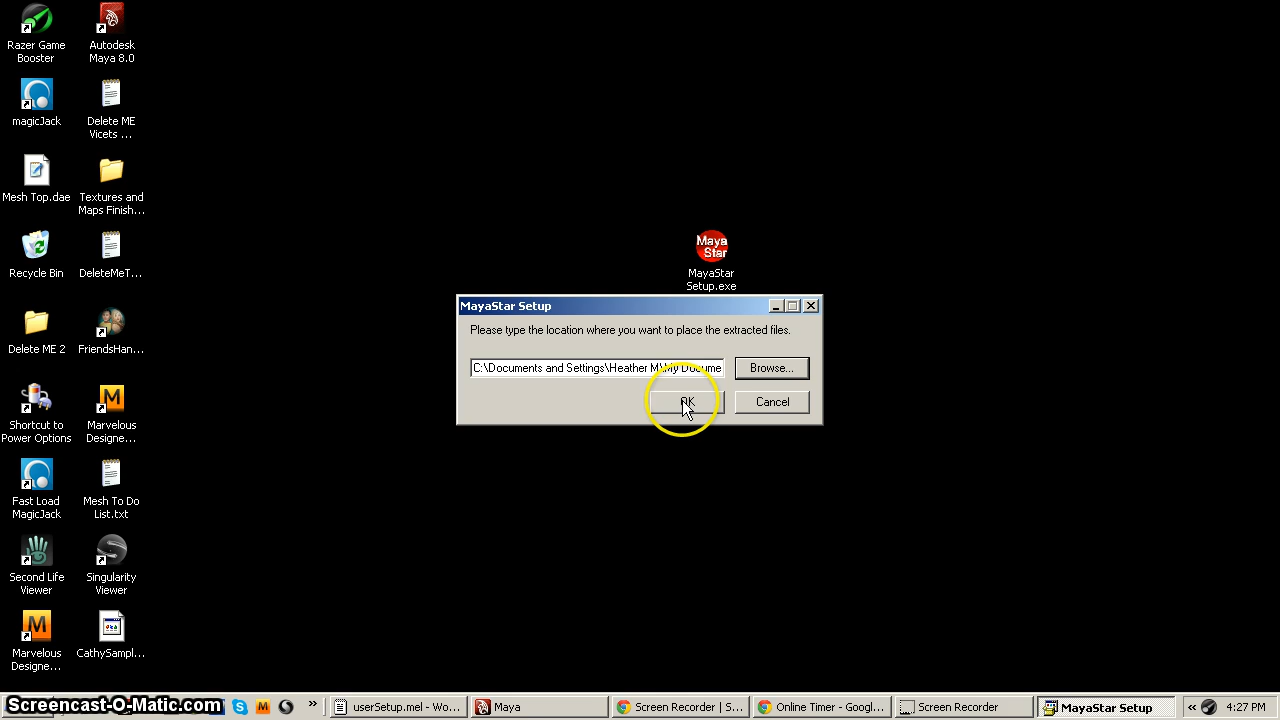 Razer Game
Booster
Autodesk
Maya 8.0
magicJack
Delete ME
Vicets ...
Mesh Top.dae
Textures and
Maps Finish...
Recycle Bin
DeleteMeT...
Maya
Star
MayaStar
Setup.exe
MayaStar Setup
Please type the location where you want to place the extracted files.
C:\Documents and Settings\Heather M\My Docume
Browse...
OK
Cancel
Delete ME 2
FriendsHan...
ortcut to
Power Options
M
Marvelous
Designe...
Fast Load
MagicJack
Mesh To Do
List.txt
Second Life
Viewer
Singularity
Viewer
M
Marvelous
Designe...
CathySampl...
Screencast-O-Matic.com
userSetup.mel - Wo...
Maya
Screen Recorder | S...
Online Timer - Googl...
Screen Recorder
MayaStar Setup
4:27 PM